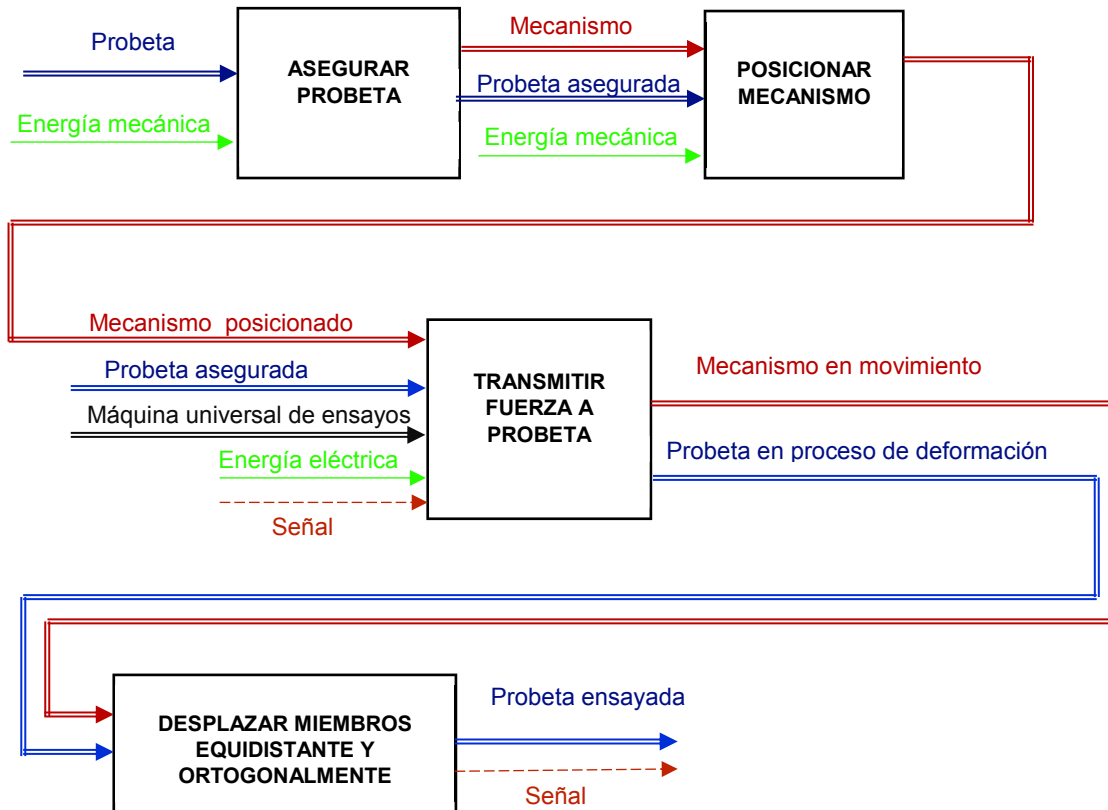 Probeta
Energía mecánica
ASEGURAR
PROBETA
Mecanismo
Probeta asegurada
Energía mecánica
POSICIONAR
MECANISMO
Mecanismo posicionado
Probeta asegurada
Máquina universal de ensayos
Energía eléctrica
Señal
TRANSMITIR
FUERZA A
PROBETA
Mecanismo en movimiento
Probeta en proceso de deformación
DESPLAZAR MIEMBROS
EQUIDISTANTE Y
ORTOGONALMENTE
Probeta ensayada
Señal